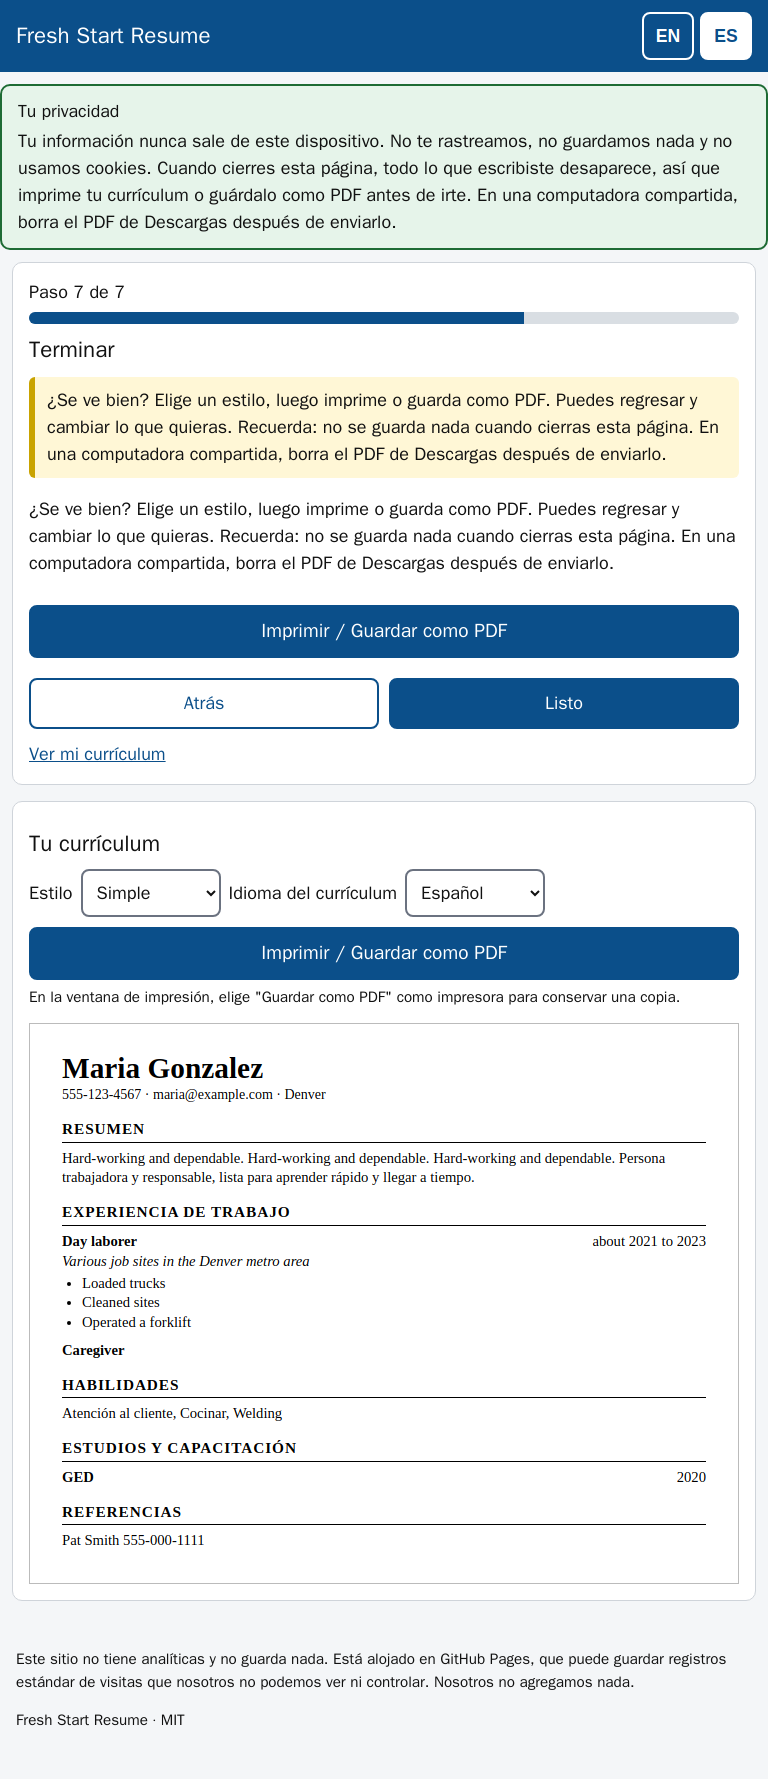 Fresh Start Resume
EN
ES
Tu privacidad
Tu información nunca sale de este dispositivo. No te rastreamos, no guardamos nada y no
usamos cookies. Cuando cierres esta página, todo lo que escribiste desaparece, así que
imprime tu currículum o guárdalo como PDF antes de irte. En una computadora compartida,
borra el PDF de Descargas después de enviarlo.
Paso 7 de 7
Terminar
¿Se ve bien? Elige un estilo, luego imprime o guarda como PDF. Puedes regresar y
cambiar lo que quieras. Recuerda: no se guarda nada cuando cierras esta página. En
una computadora compartida, borra el PDF de Descargas después de enviarlo.
¿Se ve bien? Elige un estilo, luego imprime o guarda como PDF. Puedes regresar y
cambiar lo que quieras. Recuerda: no se guarda nada cuando cierras esta página. En una
computadora compartida, borra el PDF de Descargas después de enviarlo.
Imprimir / Guardar como PDF
Atrás
Listo
Ver mi currículum
Tu currículum
Estilo Simple Idioma del currículum Español
Imprimir / Guardar como PDF
En la ventana de impresión, elige "Guardar como PDF" como impresora para conservar una copia.
Maria Gonzalez
555-123-4567 · maria@example.com · Denver
RESUMEN
Hard-working and dependable. Hard-working and dependable. Hard-working and dependable. Persona
trabajadora y responsable, lista para aprender rápido y llegar a tiempo.
EXPERIENCIA DE TRABAJO
Day laborer about 2021 to 2023
Various job sites in the Denver metro area
• Loaded trucks
• Cleaned sites
• Operated a forklift
Caregiver
HABILIDADES
Atención al cliente, Cocinar, Welding
ESTUDIOS Y CAPACITACIÓN
GED 2020
REFERENCIAS
Pat Smith 555-000-1111
Este sitio no tiene analíticas y no guarda nada. Está alojado en GitHub Pages, que puede guardar registros
estándar de visitas que nosotros no podemos ver ni controlar. Nosotros no agregamos nada.
Fresh Start Resume · MIT